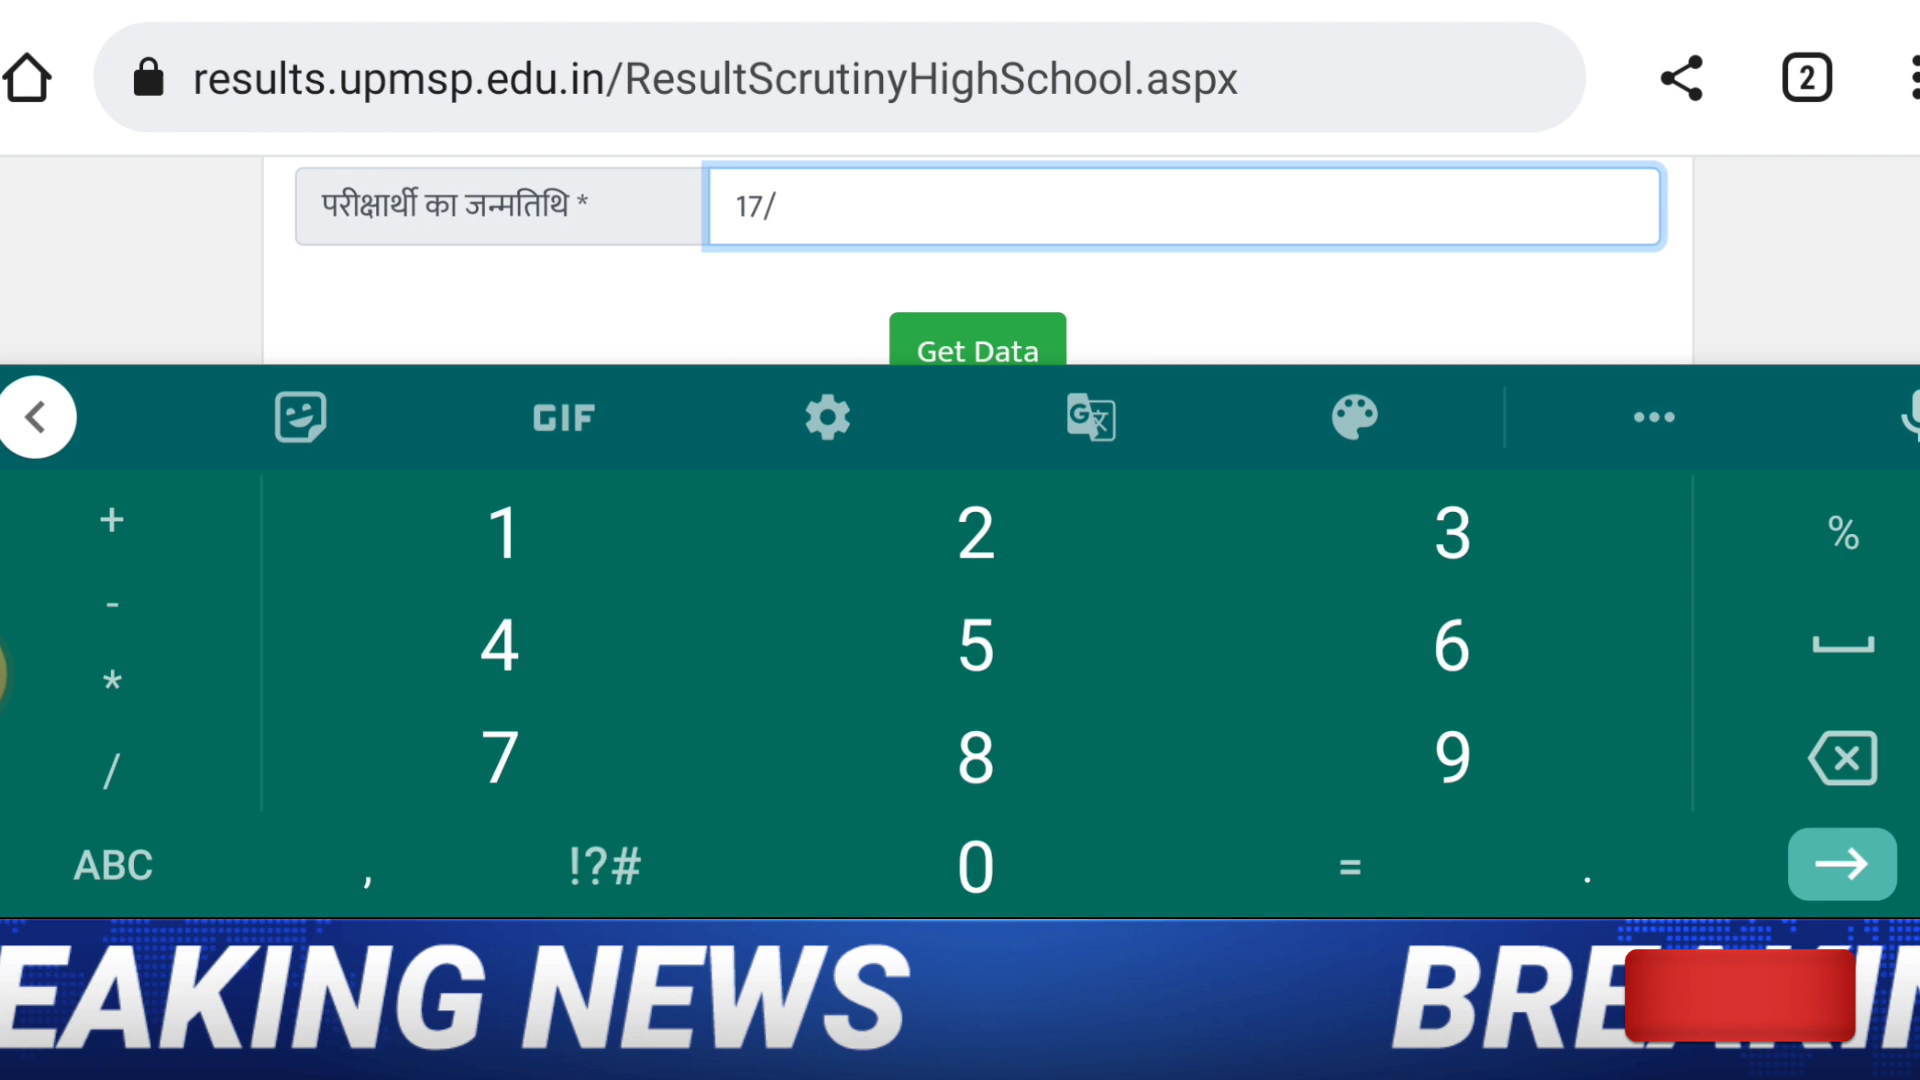 results.upmsp.edu.in/ResultScrutinyHighSchool.aspx
2
परीक्षार्थी का जन्मतिथि *
17/
Get Data
GIF
+ 1 2 3 %
- 4 5 6
*
/ 7 8 9
ABC , !?# 0 = .
EAKING NEWS BRE